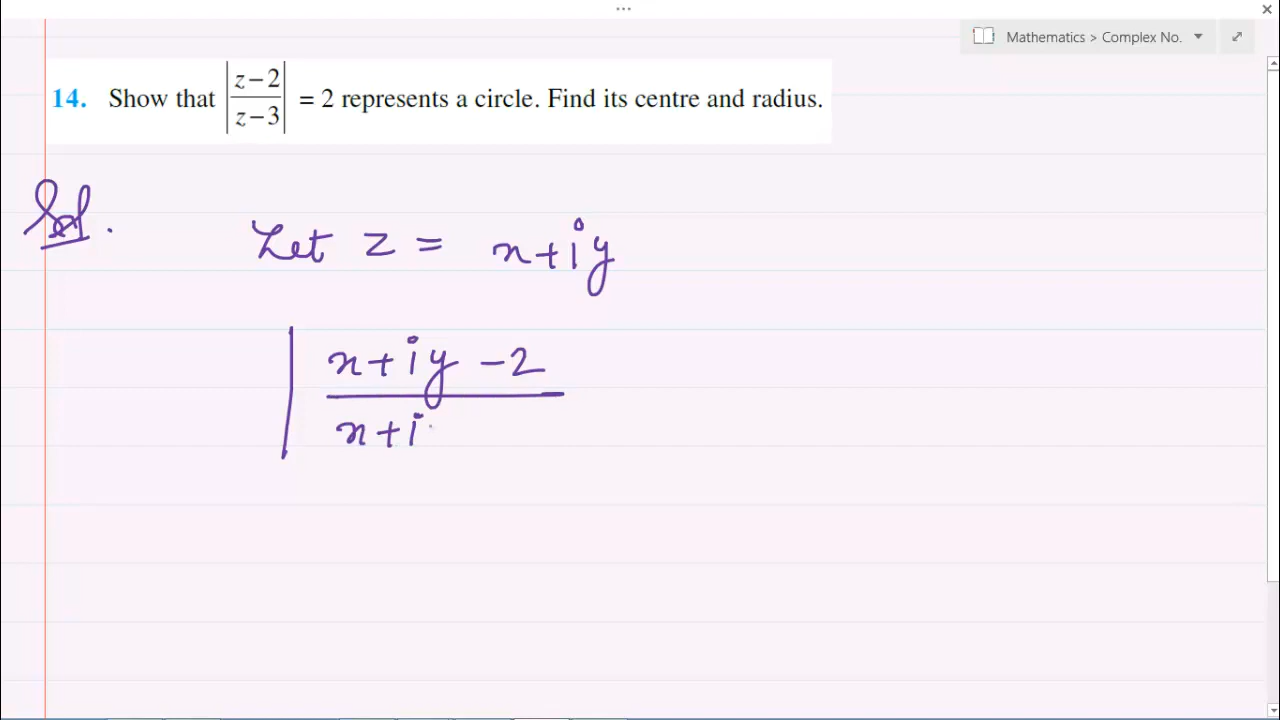 Mathematics > Complex No.
14. Show that |z−2 / z−3| = 2 represents a circle. Find its centre and radius.
Sol.
Let z = x+iy
| x+iy −2
x+i